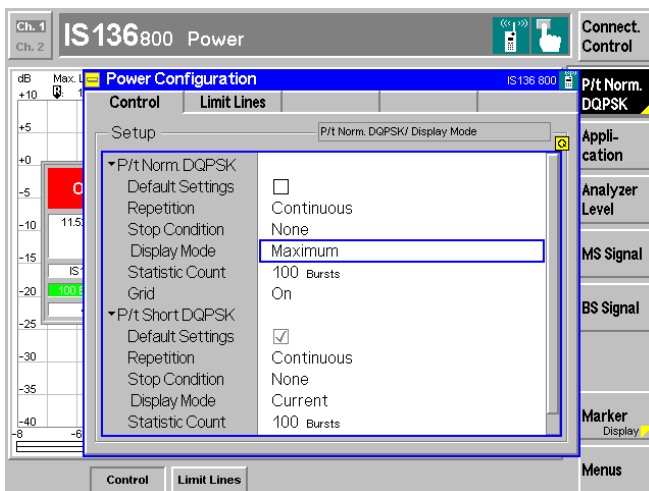 Ch. 1
Ch. 2
IS136800 Power
Connect.
Control
dB
Max. L
+10
+5
+0
-5
-10
-15
-20
-25
-30
-35
-40
-8
-6
11.5
100
Power Configuration
IS136 800
Control
Limit Lines
Setup
P/t Norm. DQPSK/ Display Mode
P/t Norm. DQPSK
Default Settings
Repetition Continuous
Stop Condition None
Display Mode Maximum
Statistic Count 100 Bursts
Grid On
P/t Short DQPSK
Default Settings
Repetition Continuous
Stop Condition None
Display Mode Current
Statistic Count 100 Bursts
P/t Norm.
DQPSK
Appli-
cation
Analyzer
Level
MS Signal
BS Signal
Marker
Display
Menus
Control
Limit Lines